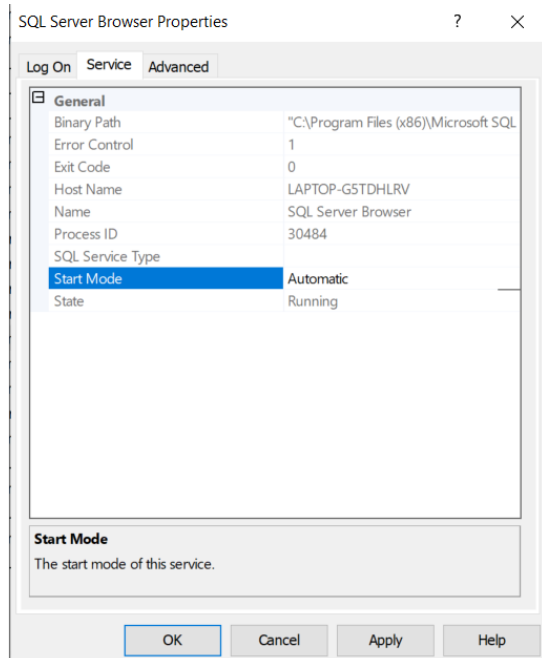 SQL Server Browser Properties ? ×
Log On Service Advanced
General
Binary Path "C:\Program Files (x86)\Microsoft SQL
Error Control 1
Exit Code 0
Host Name LAPTOP-G5TDHLRV
Name SQL Server Browser
Process ID 30484
SQL Service Type
Start Mode Automatic
State Running
Start Mode
The start mode of this service.
OK Cancel Apply Help